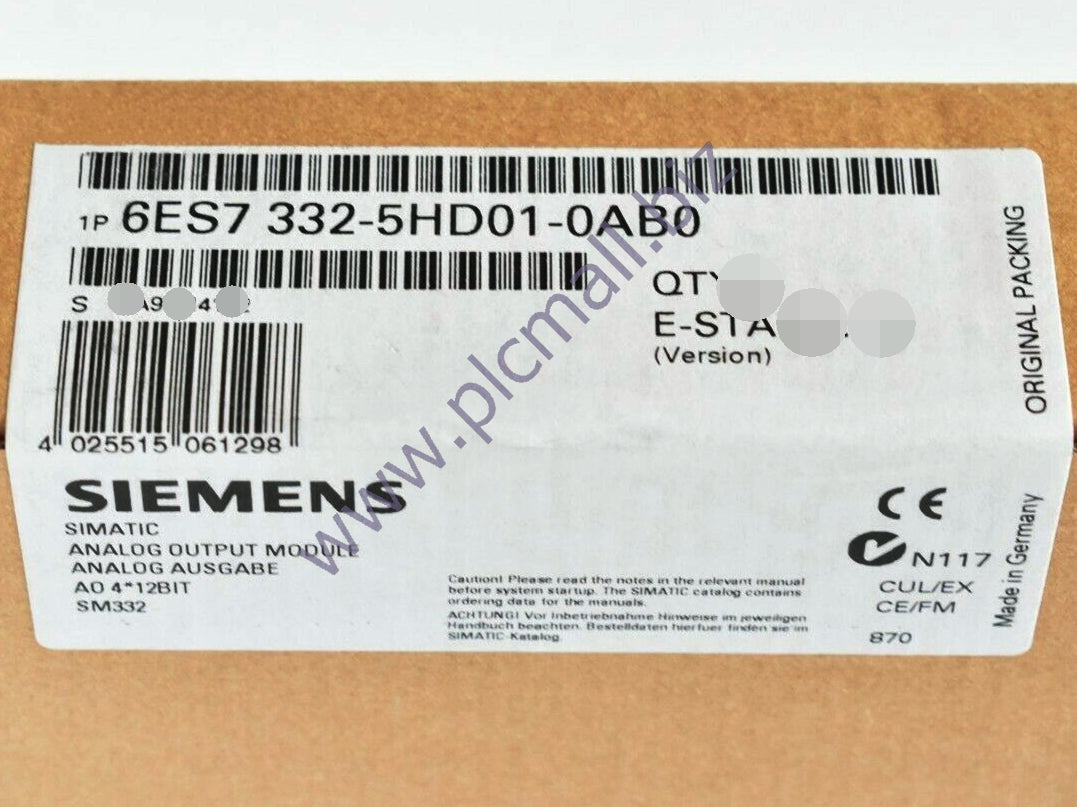 1P 6ES7 332-5HD01-0AB0
QTY
S
E-STA
(Version)
ORIGINAL PACKING
4 025515 061298
SIEMENS
SIMATIC
ANALOG OUTPUT MODULE
ANALOG AUSGABE
AO 4*12BIT
SM332
Caution! Please read the notes in the relevant manual
before system startup. The SIMATIC catalog contains
ordering data for the manuals.
ACHTUNG! Vor Inbetriebnahme Hinweise im jeweiligen
Handbuch beachten. Bestelldaten hierfuer finden sie im
SIMATIC-Katalog.
CE
N117
CUL/EX
CE/FM
870
Made in Germany
www.plcmall.biz